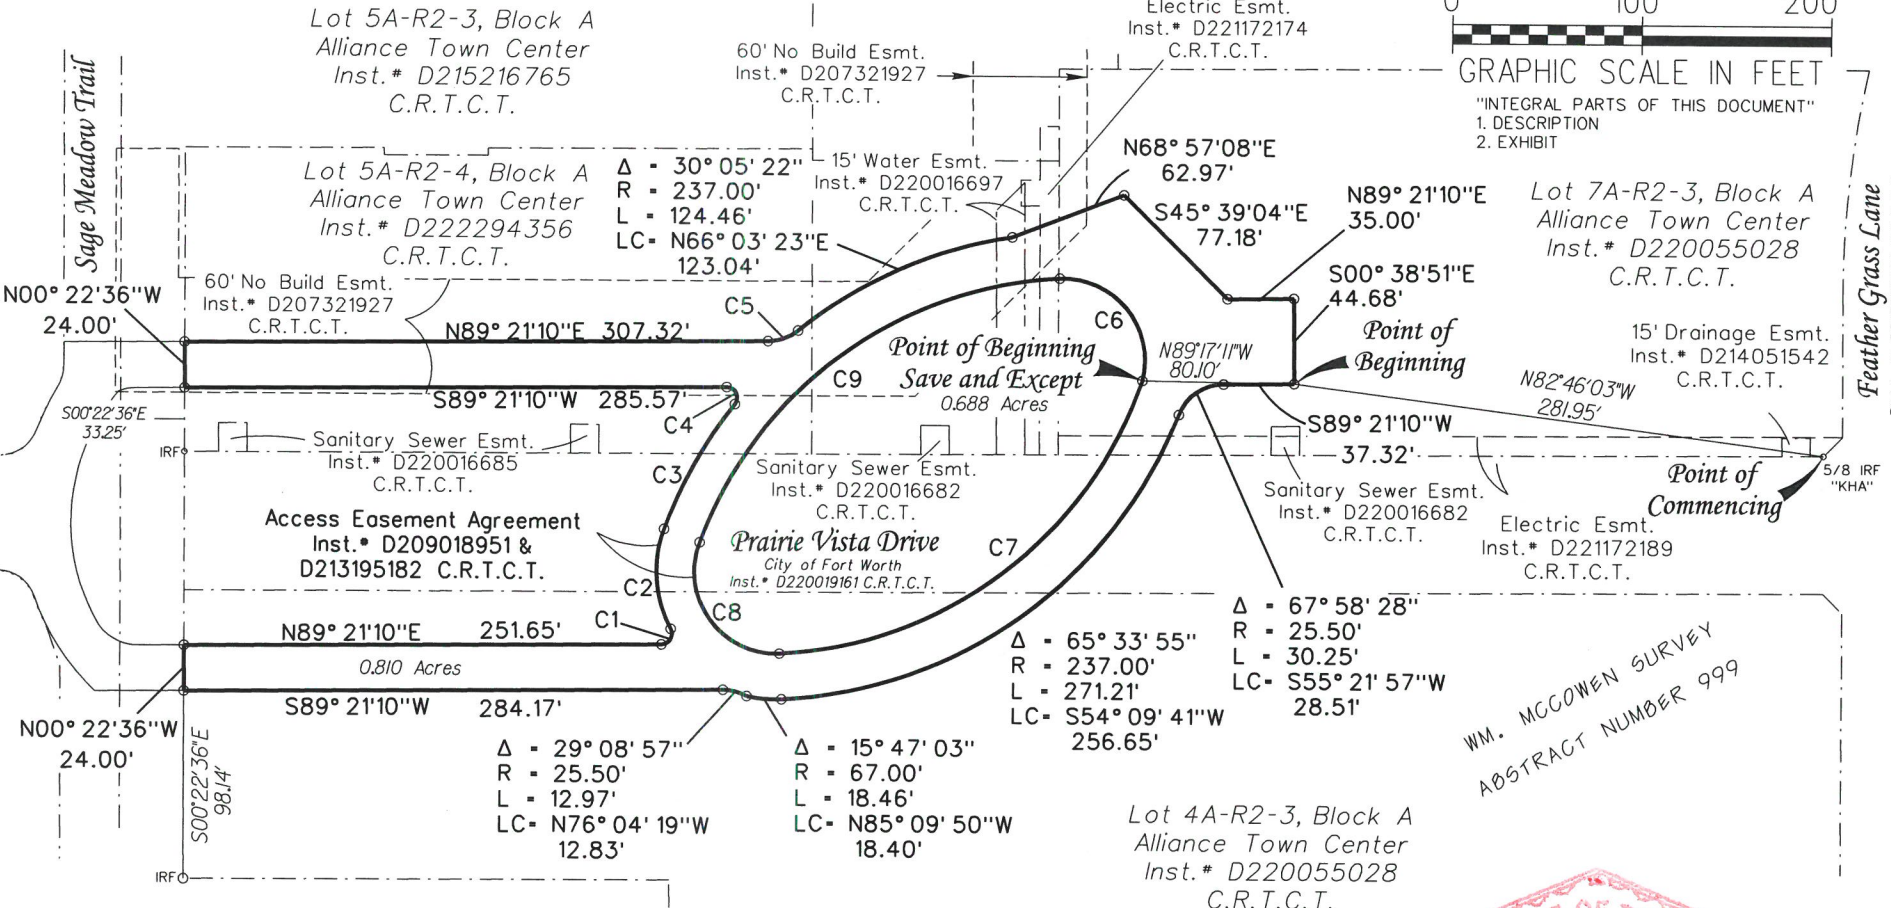 Lot 5A-R2-3, Block A
Alliance Town Center
Inst.# D215216765
C.R.T.C.T.
Sage Meadow Trail
60' No Build Esmt.
Inst.# D207321927
C.R.T.C.T.
Electric Esmt.
Inst.# D221172174
C.R.T.C.T.
0 100 200
GRAPHIC SCALE IN FEET
"INTEGRAL PARTS OF THIS DOCUMENT"
1. DESCRIPTION
2. EXHIBIT
Lot 5A-R2-4, Block A
Alliance Town Center
Inst.# D222294356
C.R.T.C.T.
Δ = 30° 05' 22"
R = 237.00'
L = 124.46'
LC= N66° 03' 23"E
123.04'
15' Water Esmt.
Inst.# D220016697
C.R.T.C.T.
N68° 57'08"E
62.97'
S45° 39'04"E
77.18'
N89° 21'10"E
35.00'
Lot 7A-R2-3, Block A
Alliance Town Center
Inst.# D220055028
C.R.T.C.T.
Feather Grass Lane
N00° 22'36"W
24.00'
60' No Build Esmt.
Inst.# D207321927
C.R.T.C.T.
S00° 38'51"E
44.68'
C5
C6
N89° 21'10"E 307.32'
Point of Beginning
Save and Except
0.688 Acres
N89°17'11"W
80.10'
Point of
Beginning
15' Drainage Esmt.
Inst.# D214051542
C.R.T.C.T.
C9
S89° 21'10"W 285.57'
N82°46'03"W
281.95'
S00°22'36"E
33.25'
C4
S89° 21'10"W
37.32'
IRF
Sanitary Sewer Esmt.
Inst.# D220016685
C.R.T.C.T.
C3
Sanitary Sewer Esmt.
Inst.# D220016682
C.R.T.C.T.
Sanitary Sewer Esmt.
Inst.# D220016682
C.R.T.C.T.
Point of
Commencing
5/8 IRF
"KHA"
Access Easement Agreement
Inst.# D209018951 &
D213195182 C.R.T.C.T.
Prairie Vista Drive
City of Fort Worth
Inst.# D220019161 C.R.T.C.T.
C7
Electric Esmt.
Inst.# D221172189
C.R.T.C.T.
C2
C8
C1
N89° 21'10"E 251.65'
0.810 Acres
S89° 21'10"W 284.17'
Δ = 65° 33' 55"
R = 237.00'
L = 271.21'
LC= S54° 09' 41"W
256.65'
Δ = 67° 58' 28"
R = 25.50'
L = 30.25'
LC= S55° 21' 57"W
28.51'
WM. MCCOWEN SURVEY
ABSTRACT NUMBER 999
N00° 22'36"W
24.00'
S00°22'36"E
98.14'
Δ = 29° 08' 57"
R = 25.50'
L = 12.97'
LC= N76° 04' 19"W
12.83'
Δ = 15° 47' 03"
R = 67.00'
L = 18.46'
LC= N85° 09' 50"W
18.40'
Lot 4A-R2-3, Block A
Alliance Town Center
Inst.# D220055028
C.R.T.C.T.
IRF